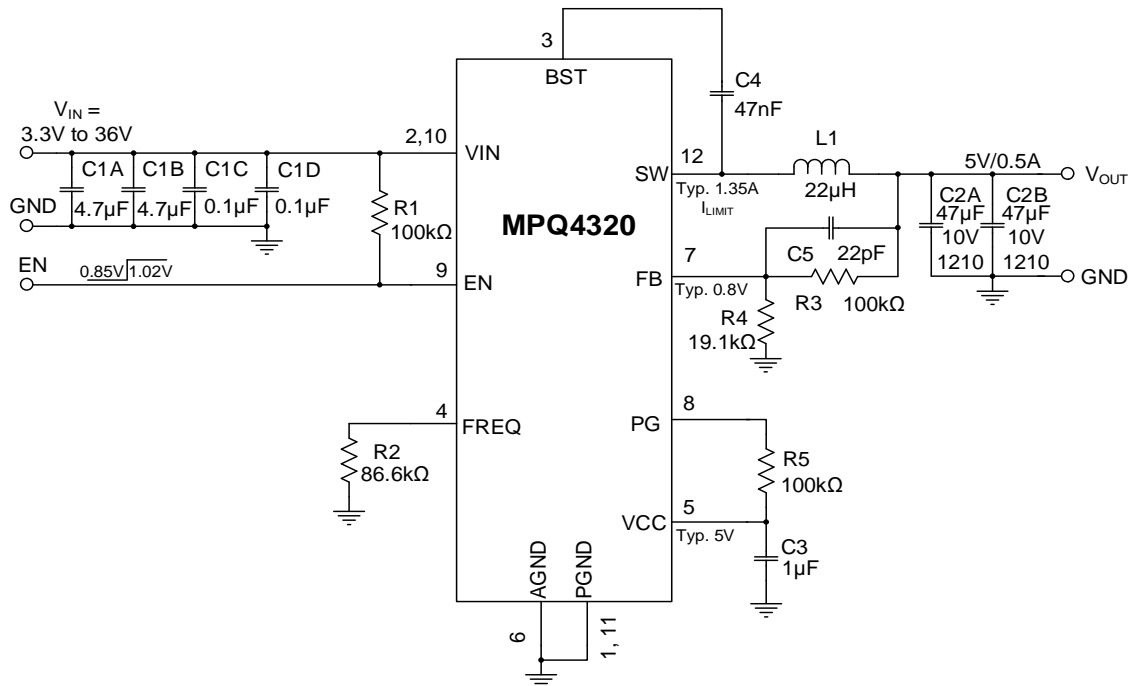 3
BST
C4
47nF
V_IN =
3.3V to 36V
2,10
VIN
C1A
C1B
C1C
C1D
4.7µF
4.7µF
0.1µF
0.1µF
GND
R1
100kΩ
EN
0.85V
1.02V
9
EN
MPQ4320
12
SW
Typ. 1.35A
I_LIMIT
L1
22µH
5V/0.5A
V_OUT
C2A
47µF
10V
1210
C2B
47µF
10V
1210
GND
7
FB
Typ. 0.8V
C5
22pF
R3
100kΩ
R4
19.1kΩ
4
FREQ
R2
86.6kΩ
8
PG
R5
100kΩ
5
VCC
Typ. 5V
C3
1µF
AGND
PGND
6
1, 11